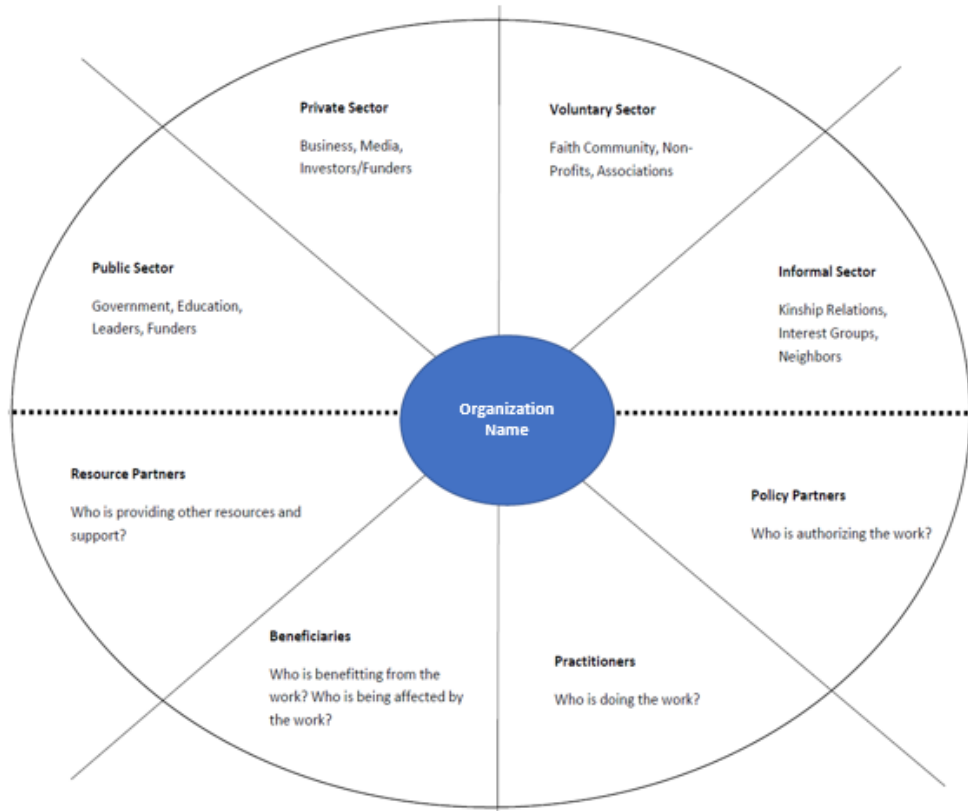 Private Sector
Business, Media,
Investors/Funders
Voluntary Sector
Faith Community, Non-
Profits, Associations
Public Sector
Government, Education,
Leaders, Funders
Informal Sector
Kinship Relations,
Interest Groups,
Neighbors
Organization
Name
Resource Partners
Who is providing other resources and
support?
Policy Partners
Who is authorizing the work?
Beneficiaries
Who is benefitting from the
work? Who is being affected by
the work?
Practitioners
Who is doing the work?